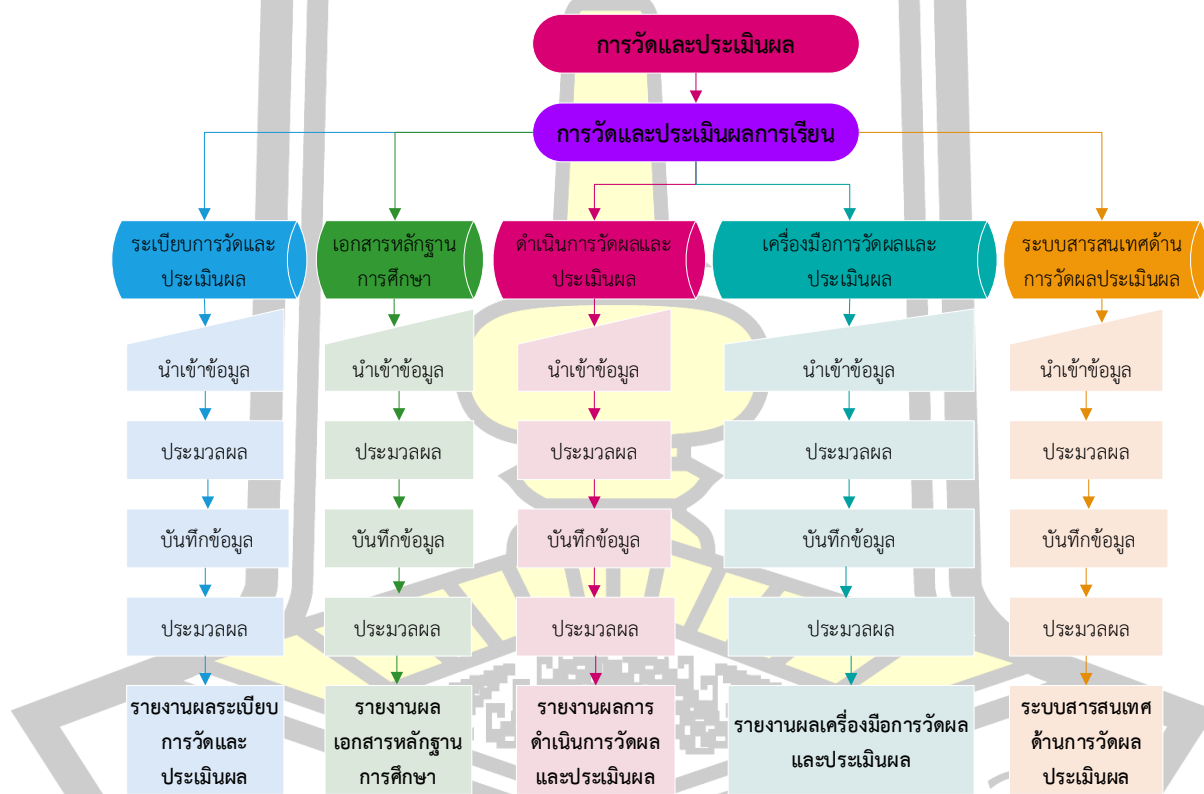 การวัดและประเมินผล
การวัดและประเมินผลการเรียน
ระเบียบการวัดและ
ประเมินผล
เอกสารหลักฐาน
การศึกษา
ดำเนินการวัดผลและ
ประเมินผล
เครื่องมือการวัดผลและ
ประเมินผล
ระบบสารสนเทศด้าน
การวัดผลประเมินผล
นำเข้าข้อมูล
นำเข้าข้อมูล
นำเข้าข้อมูล
นำเข้าข้อมูล
นำเข้าข้อมูล
ประมวลผล
ประมวลผล
ประมวลผล
ประมวลผล
ประมวลผล
บันทึกข้อมูล
บันทึกข้อมูล
บันทึกข้อมูล
บันทึกข้อมูล
บันทึกข้อมูล
ประมวลผล
ประมวลผล
ประมวลผล
ประมวลผล
ประมวลผล
รายงานผลระเบียบ
การวัดและ
ประเมินผล
รายงานผล
เอกสารหลักฐาน
การศึกษา
รายงานผลการ
ดำเนินการวัดผล
และประเมินผล
รายงานผลเครื่องมือการวัดผล
และประเมินผล
ระบบสารสนเทศ
ด้านการวัดผล
ประเมินผล